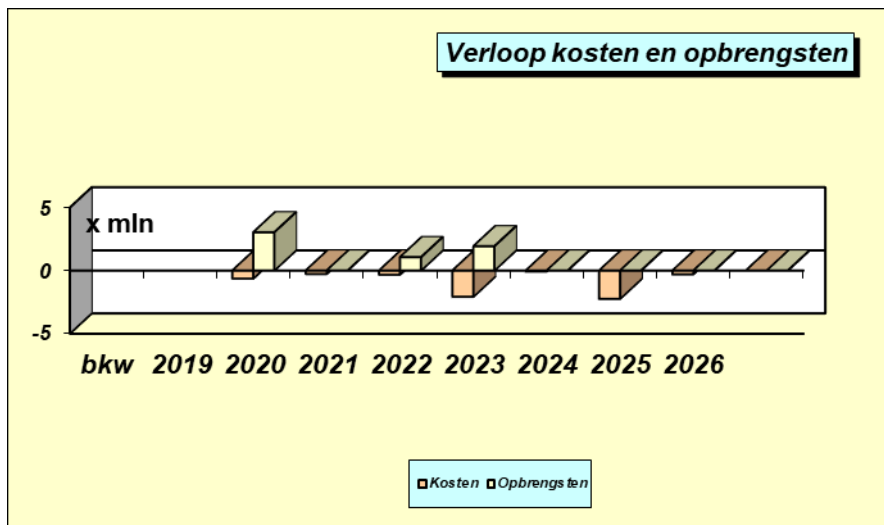 Verloop kosten en opbrengsten
5
x mln
0
-5
bkw 2019 2020 2021 2022 2023 2024 2025 2026
Kosten Opbrengsten